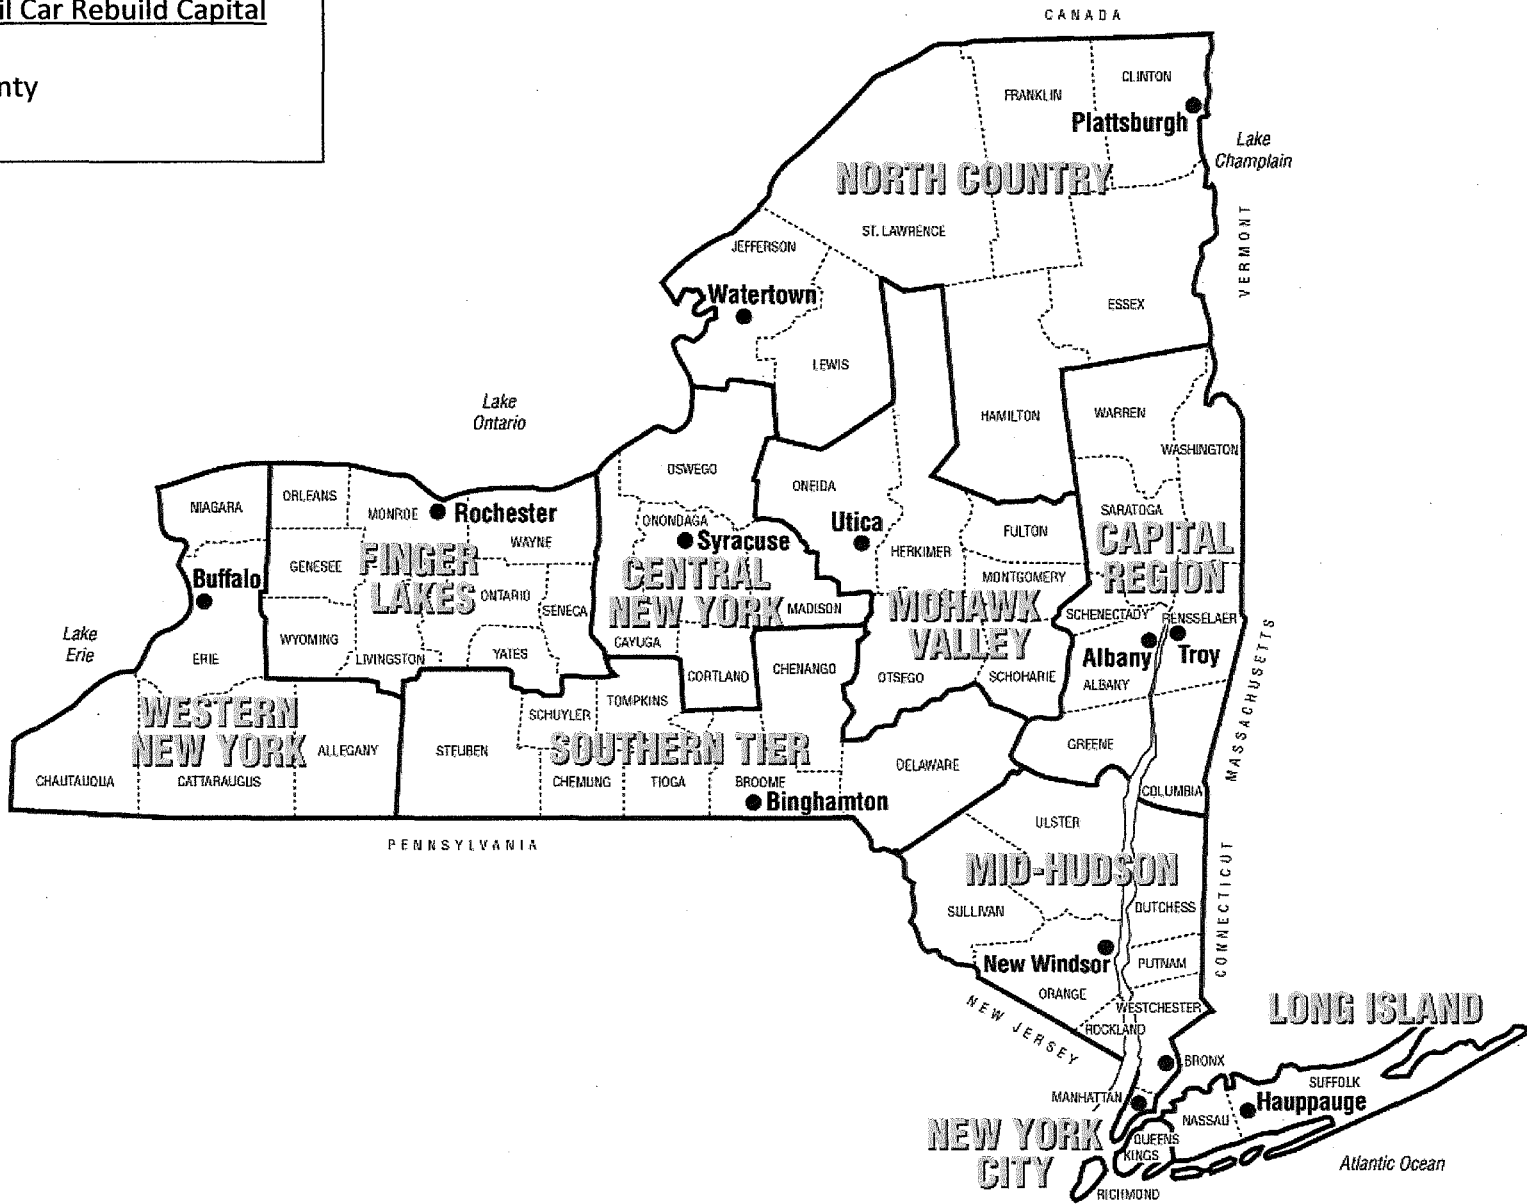 il Car Rebuild Capital
nty
CANADA
CLINTON
FRANKLIN
Plattsburgh
Lake
Champlain
NORTH COUNTRY
VERMONT
ST. LAWRENCE
JEFFERSON
Watertown
ESSEX
LEWIS
Lake
Ontario
HAMILTON
WARREN
WASHINGTON
OSWEGO
ONEIDA
NIAGARA
ORLEANS
MONROE
Rochester
ONONDAGA
Utica
SARATOGA
FULTON
WAYNE
Syracuse
HERKIMER
CAPITAL
REGION
GENESEE
FINGER
LAKES
ONTARIO
SENECA
CENTRAL
NEW YORK
MADISON
MONTGOMERY
MOHAWK
VALLEY
SCHENECTADY
RENSSELAER
Buffalo
Lake
Erie
ERIE
WYOMING
LIVINGSTON
YATES
CAYUGA
CORTLAND
CHENANGO
OTSEGO
SCHOHARIE
Albany
Troy
ALBANY
MASSACHUSETTS
TOMPKINS
SCHUYLER
WESTERN
NEW YORK
ALLEGANY
STEUBEN
SOUTHERN TIER
GREENE
DELAWARE
CHAUTAUQUA
CATTARAUGUS
CHEMUNG
TIOGA
BROOME
Binghamton
COLUMBIA
ULSTER
PENNSYLVANIA
MID-HUDSON
CONNECTICUT
SULLIVAN
DUTCHESS
New Windsor
PUTNAM
ORANGE
NEW JERSEY
WESTCHESTER
ROCKLAND
LONG ISLAND
BRONX
SUFFOLK
MANHATTAN
Hauppauge
NASSAU
NEW YORK
CITY
QUEENS
KINGS
RICHMOND
Atlantic Ocean